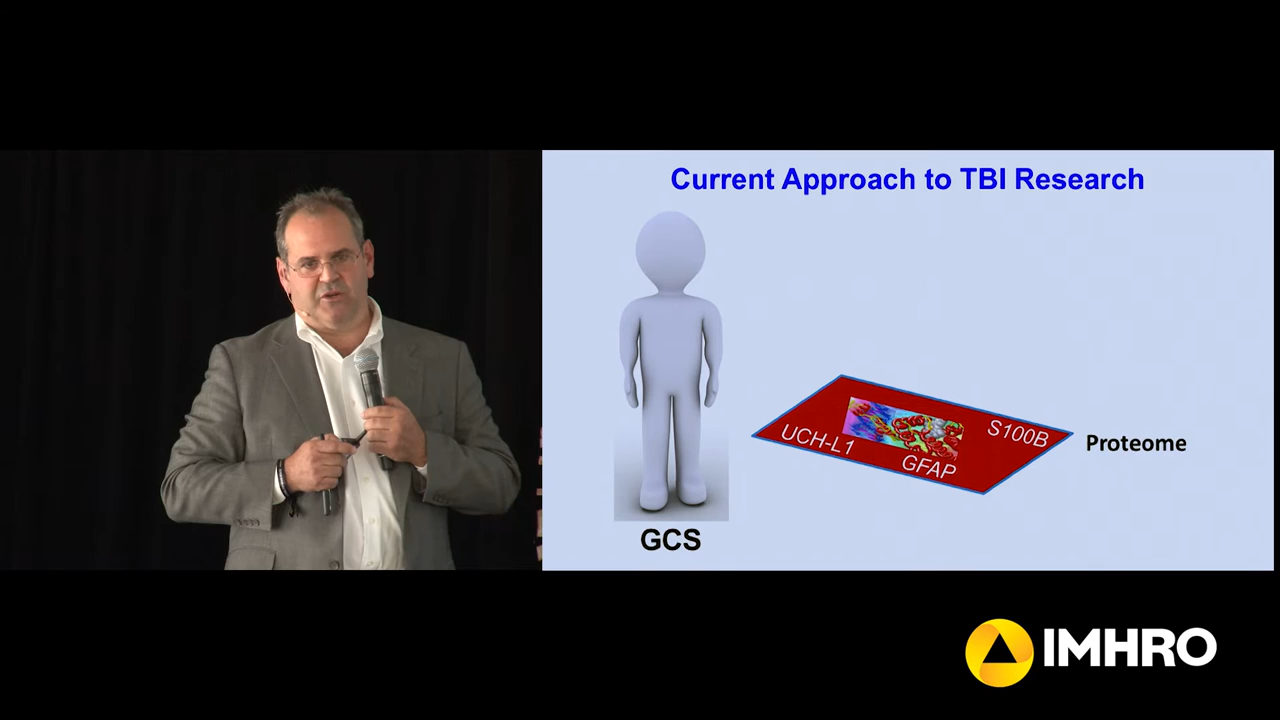 Current Approach to TBI Research
UCH-L1
GFAP
S100B
Proteome
GCS
IMHRO